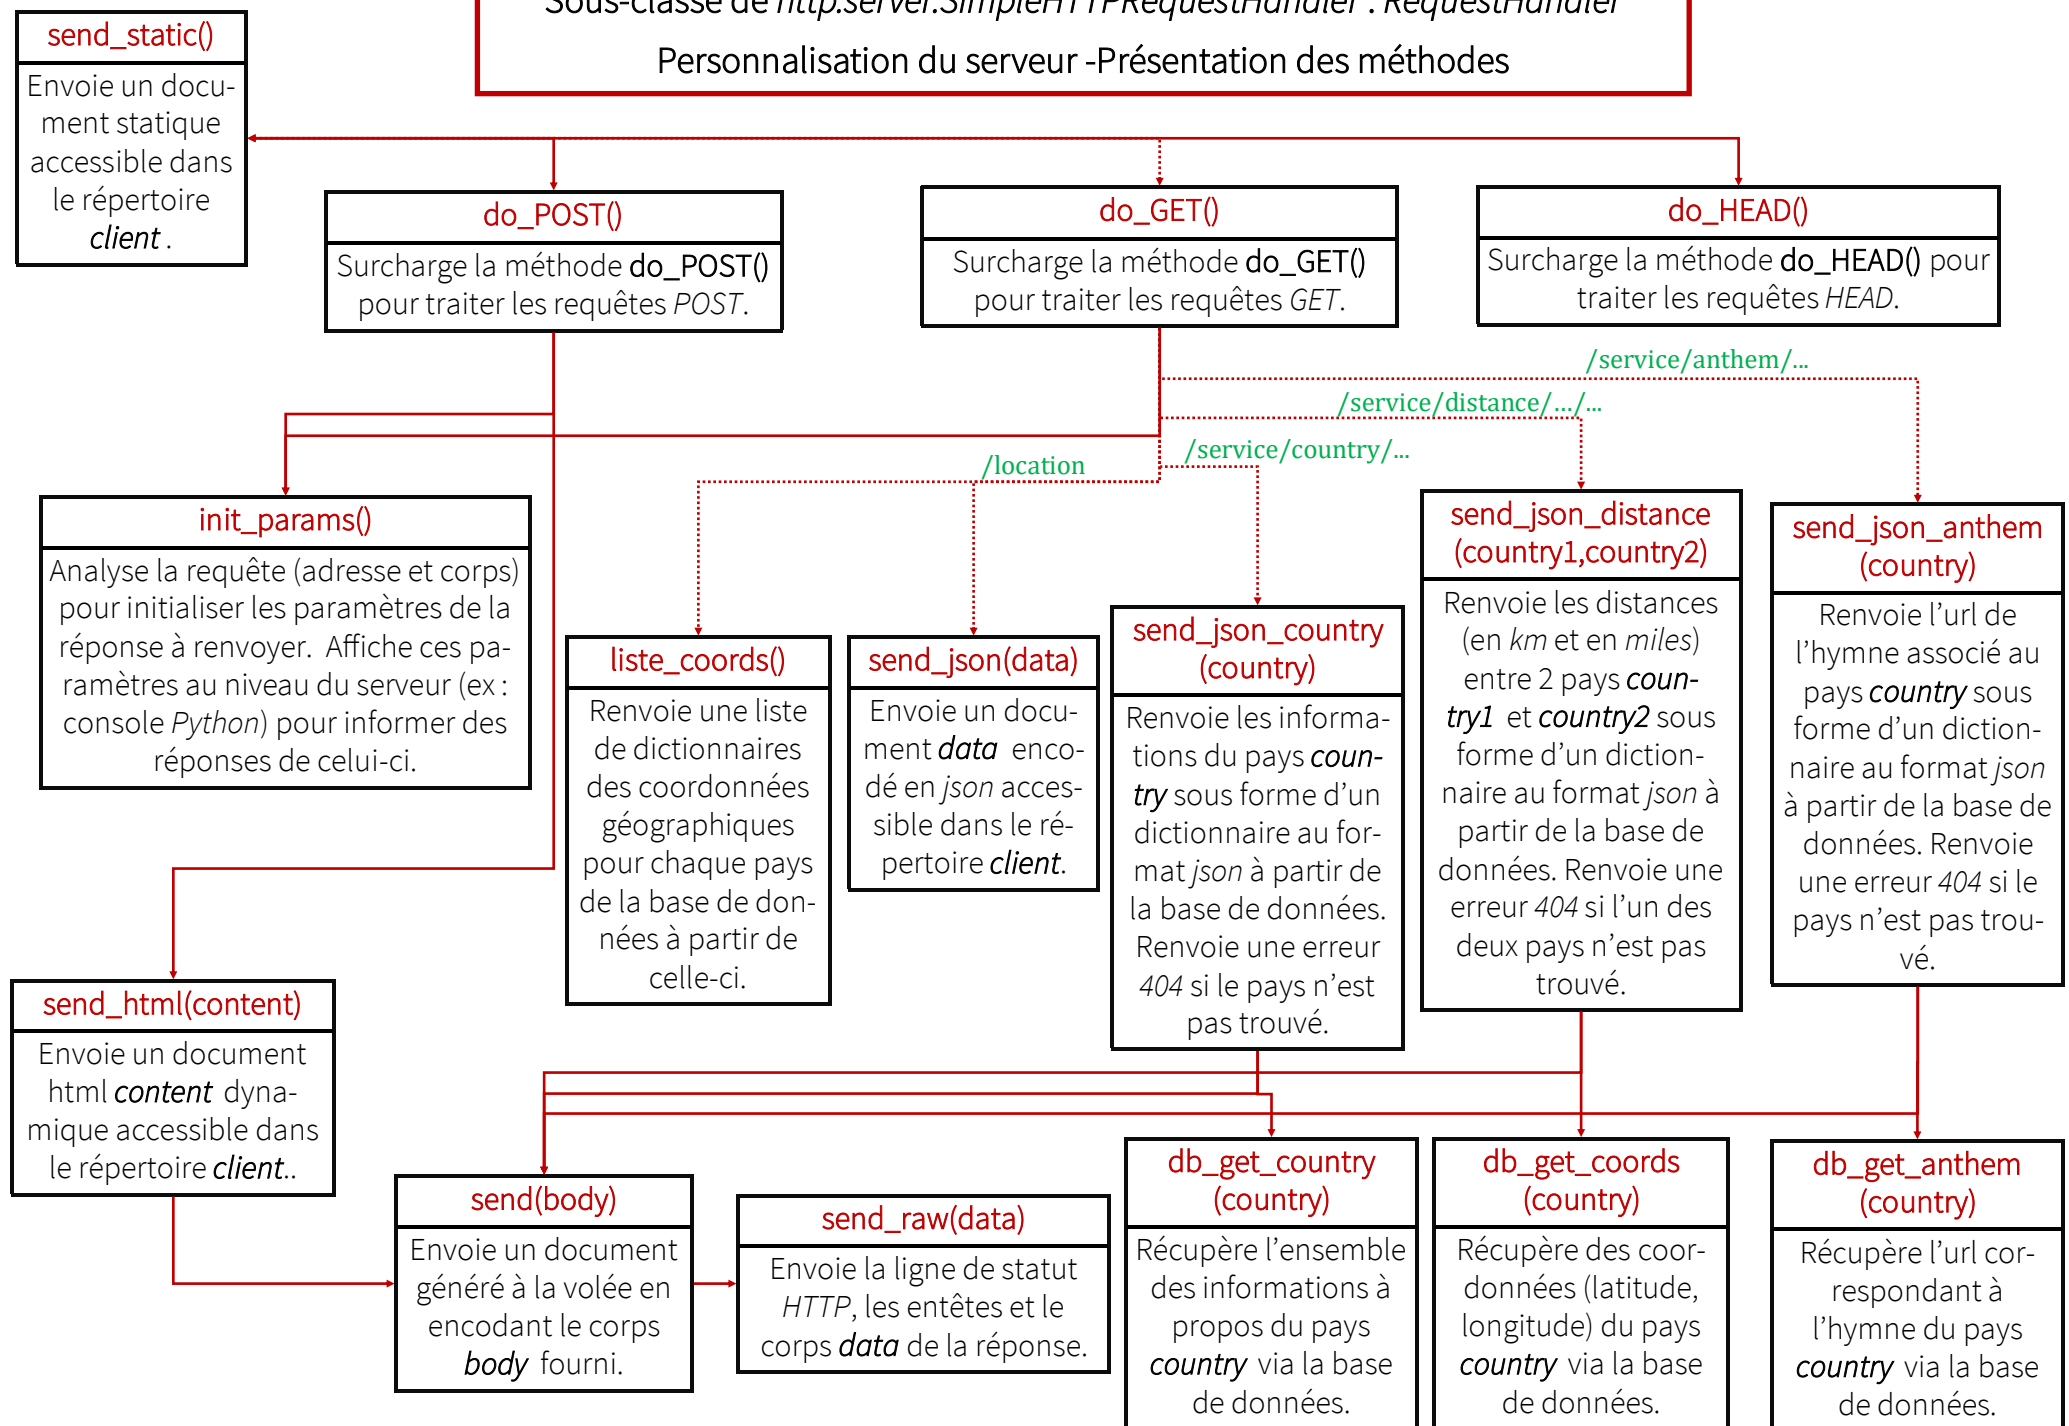 Sous-classe de http.server.SimpleHTTPRequestHandler : RequestHandler
Personnalisation du serveur -Présentation des méthodes
send_static()
Envoie un docu-
ment statique
accessible dans
le répertoire
client .
do_POST()
Surcharge la méthode do_POST()
pour traiter les requêtes POST.
do_GET()
Surcharge la méthode do_GET()
pour traiter les requêtes GET.
do_HEAD()
Surcharge la méthode do_HEAD() pour
traiter les requêtes HEAD.
/service/anthem/...
/service/distance/.../...
/service/country/...
/location
init_params()
Analyse la requête (adresse et corps)
pour initialiser les paramètres de la
réponse à renvoyer. Affiche ces pa-
ramètres au niveau du serveur (ex :
console Python) pour informer des
réponses de celui-ci.
liste_coords()
Renvoie une liste
de dictionnaires
des coordonnées
géographiques
pour chaque pays
de la base de don-
nées à partir de
celle-ci.
send_json(data)
Envoie un docu-
ment data enco-
dé en json acces-
sible dans le ré-
pertoire client.
send_json_country
(country)
Renvoie les informa-
tions du pays coun-
try sous forme d'un
dictionnaire au for-
mat json à partir de
la base de données.
Renvoie une erreur
404 si le pays n'est
pas trouvé.
send_json_distance
(country1,country2)
Renvoie les distances
(en km et en miles)
entre 2 pays coun-
try1 et country2 sous
forme d'un diction-
naire au format json à
partir de la base de
données. Renvoie une
erreur 404 si l'un des
deux pays n'est pas
trouvé.
send_json_anthem
(country)
Renvoie l'url de
l'hymne associé au
pays country sous
forme d'un diction-
naire au format json
à partir de la base de
données. Renvoie
une erreur 404 si le
pays n'est pas trou-
vé.
send_html(content)
Envoie un document
html content dyna-
mique accessible dans
le répertoire client..
send(body)
Envoie un document
généré à la volée en
encodant le corps
body fourni.
send_raw(data)
Envoie la ligne de statut
HTTP, les entêtes et le
corps data de la réponse.
db_get_country
(country)
Récupère l'ensemble
des informations à
propos du pays
country via la base
de données.
db_get_coords
(country)
Récupère des coor-
données (latitude,
longitude) du pays
country via la base
de données.
db_get_anthem
(country)
Récupère l'url cor-
respondant à
l'hymne du pays
country via la base
de données.